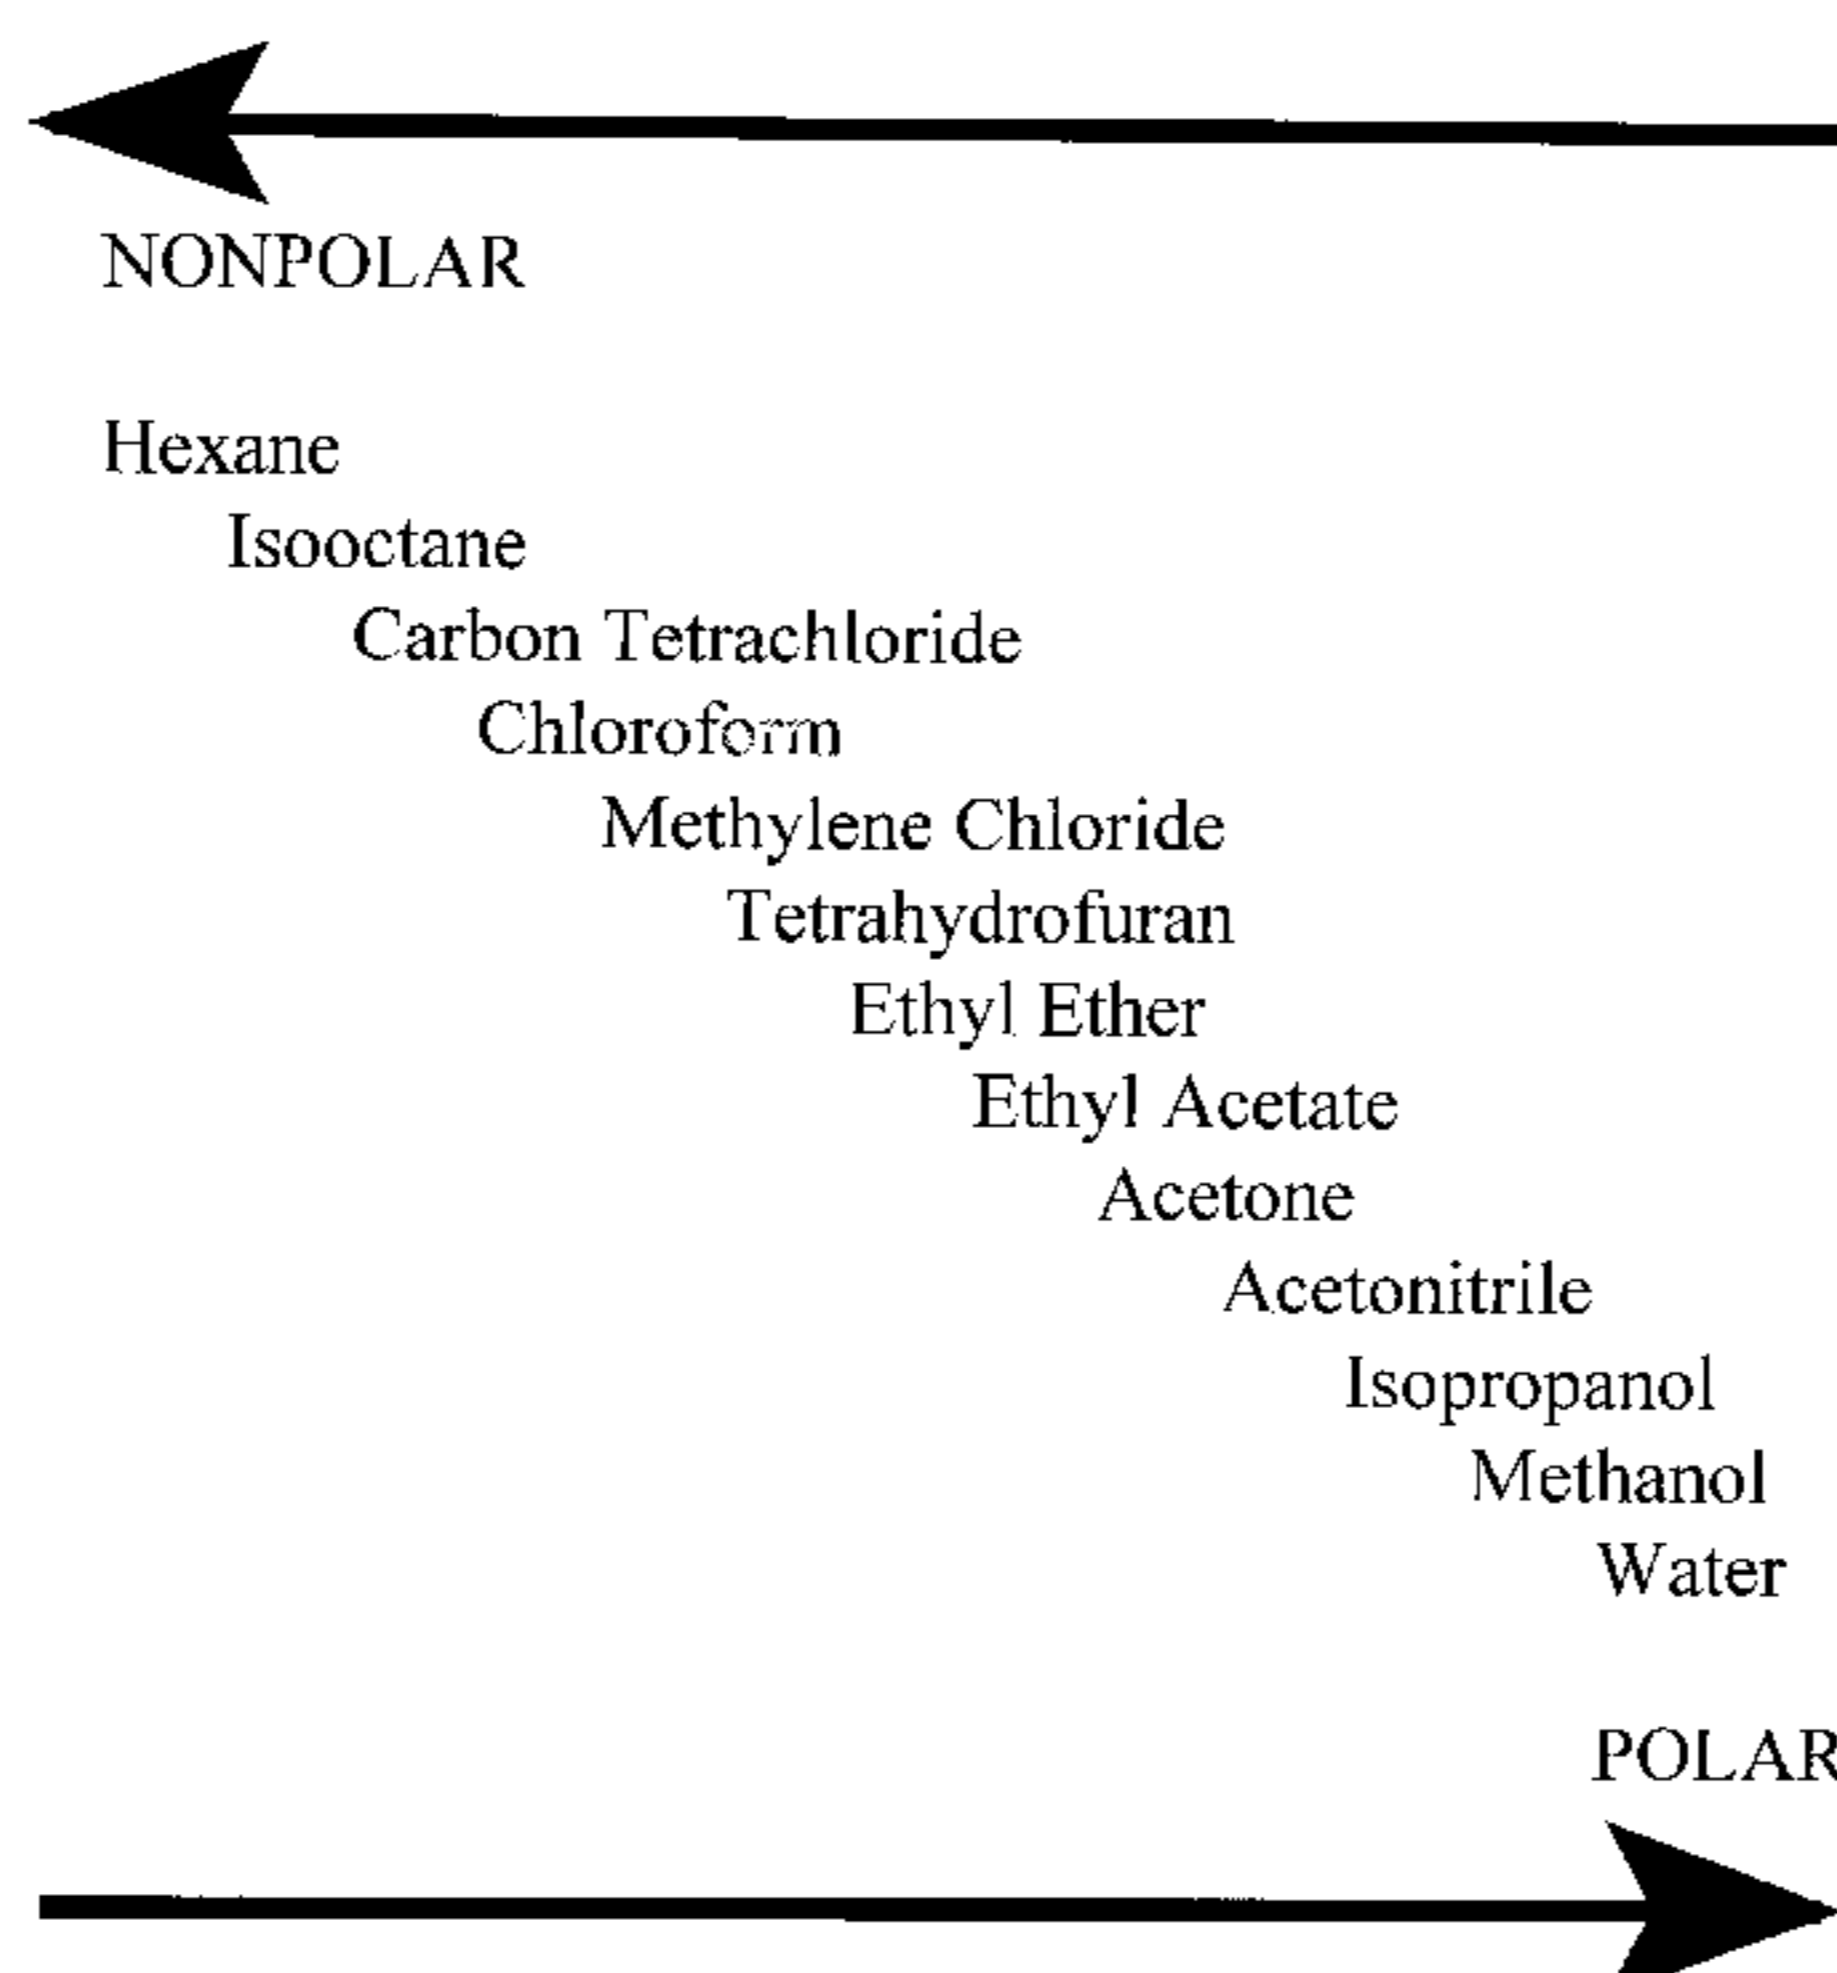 NONPOLAR
Hexane
Isooctane
Carbon Tetrachloride
Chloroform
Methylene Chloride
Tetrahydrofuran
Ethyl Ether
Ethyl Acetate
Acetone
Acetonitrile
Isopropanol
Methanol
Water
POLAR